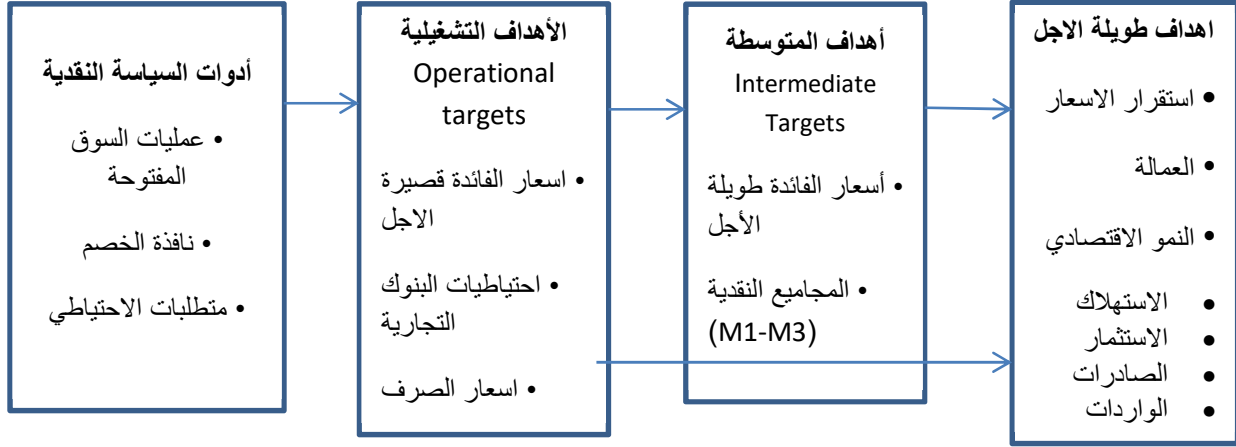 أدوات السياسة النقدية
• عمليات السوق
المفتوحة
• نافذة الخصم
• متطلبات الاحتياطي
الأهداف التشغيلية
Operational
targets
• اسعار الفائدة قصيرة
الاجل
• احتياطيات البنوك
التجارية
• اسعار الصرف
أهداف المتوسطة
Intermediate
Targets
• أسعار الفائدة طويلة
الأجل
• المجاميع النقدية
(M1-M3)
اهداف طويلة الاجل
• استقرار الاسعار
• العمالة
• النمو الاقتصادي
• الاستهلاك
• الاستثمار
• الصادرات
• الواردات